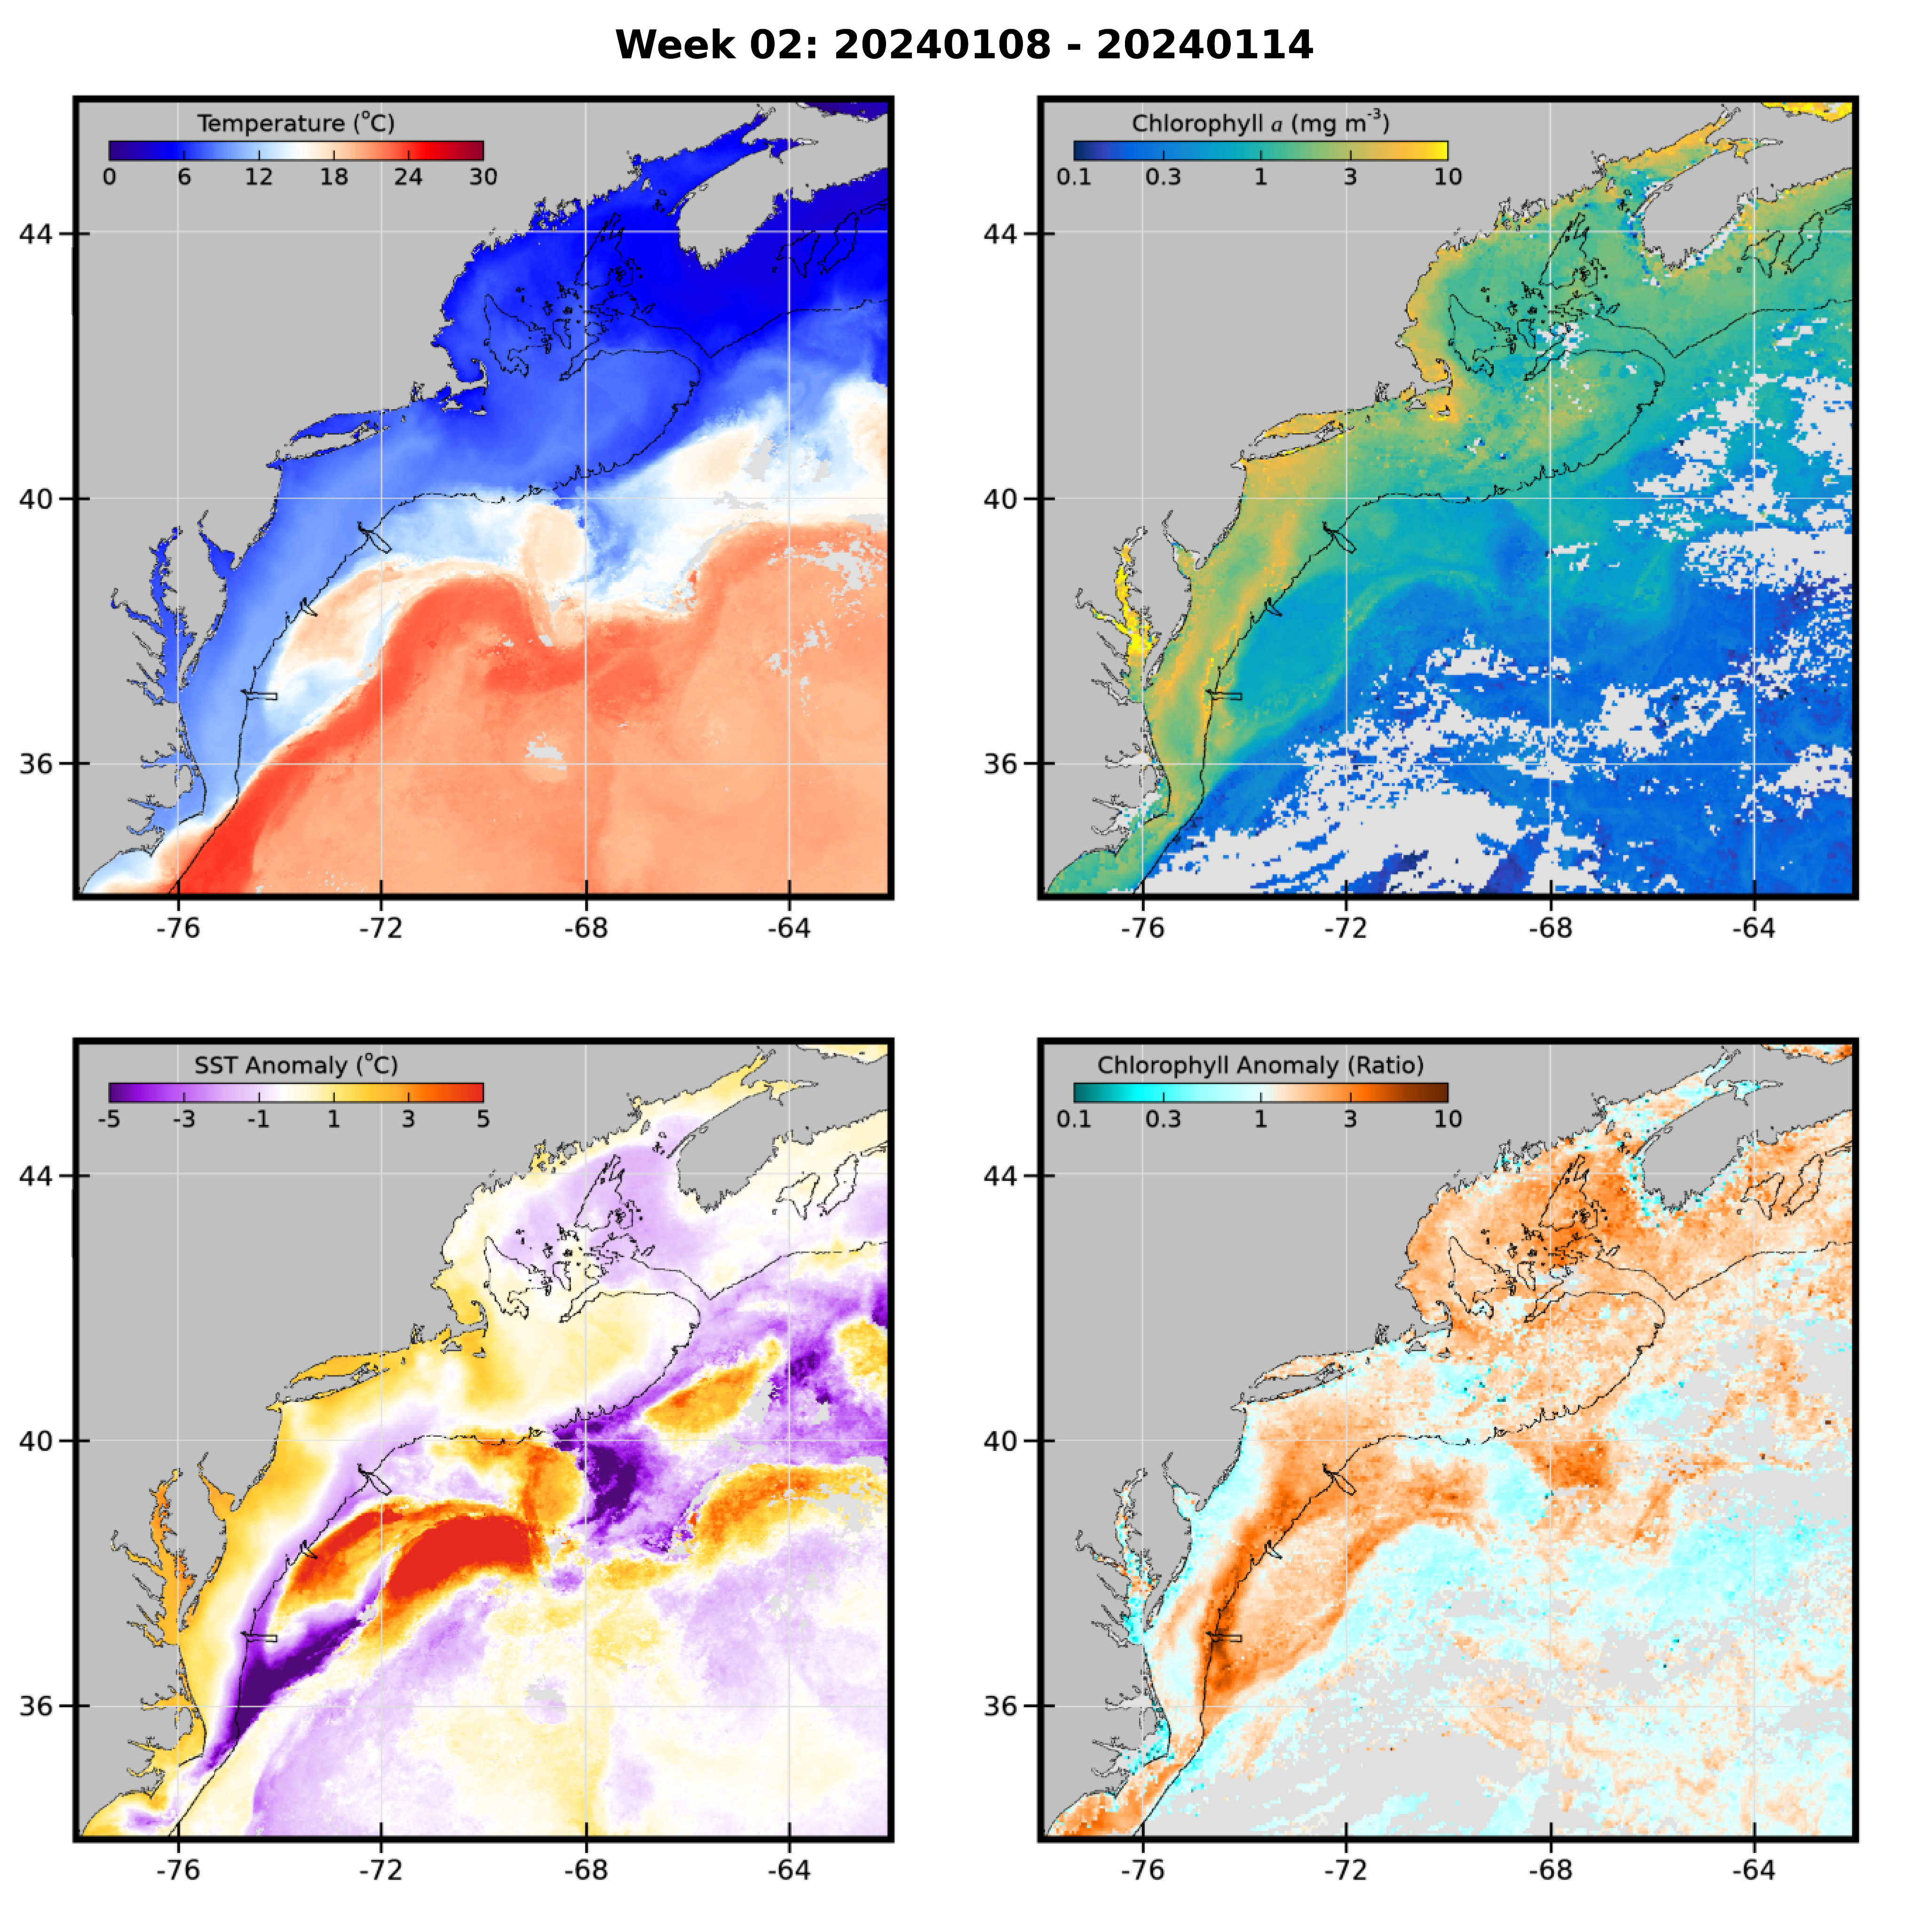 Week 02: 20240108 - 20240114
Temperature (°C)
0 6 12 18 24 30
44
40
36
-76 -72 -68 -64
Chlorophyll a (mg m⁻³)
0.1 0.3 1 3 10
44
40
36
-76 -72 -68 -64
SST Anomaly (°C)
-5 -3 -1 1 3 5
44
40
36
-76 -72 -68 -64
Chlorophyll Anomaly (Ratio)
0.1 0.3 1 3 10
44
40
36
-76 -72 -68 -64